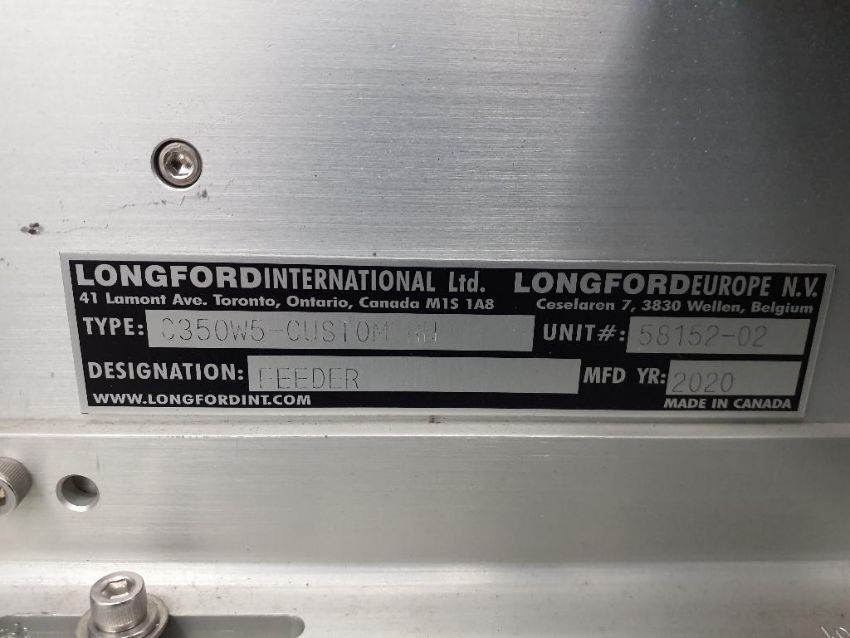 LONGFORDINTERNATIONAL Ltd. LONGFORDEUROPE N.V.
41 Lamont Ave. Toronto, Ontario, Canada M1S 1A8 Ceselaren 7, 3830 Wellen, Belgium
TYPE: C350W5-CUSTOM UNIT#: 58152-02
DESIGNATION: FEEDER MFD YR: 2020
WWW.LONGFORDINT.COM MADE IN CANADA